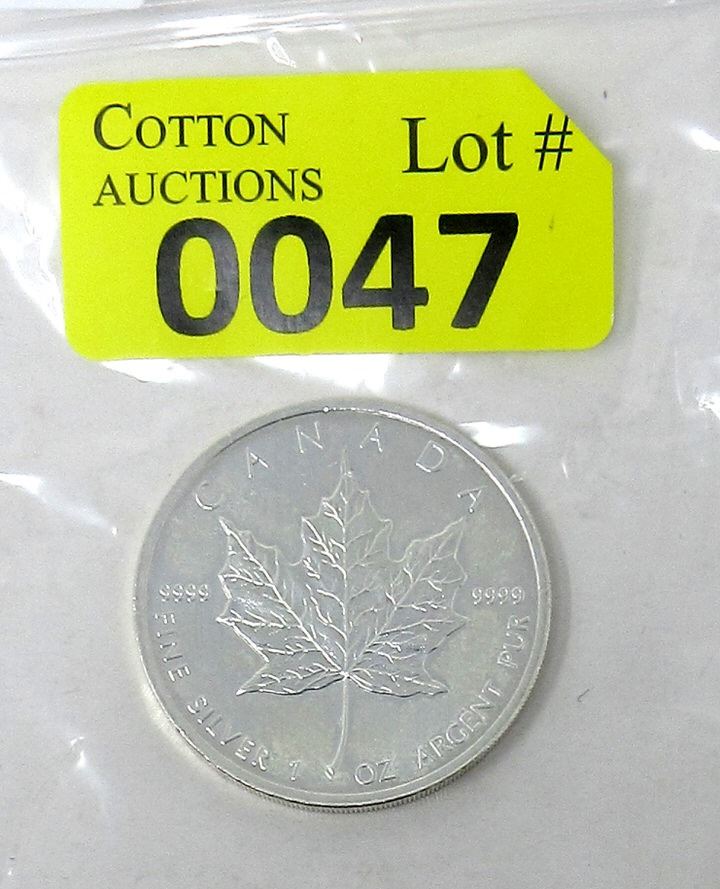 COTTON
AUCTIONS
Lot #
0047
CANADA
9999
9999
FINE SILVER 1 OZ ARGENT PUR